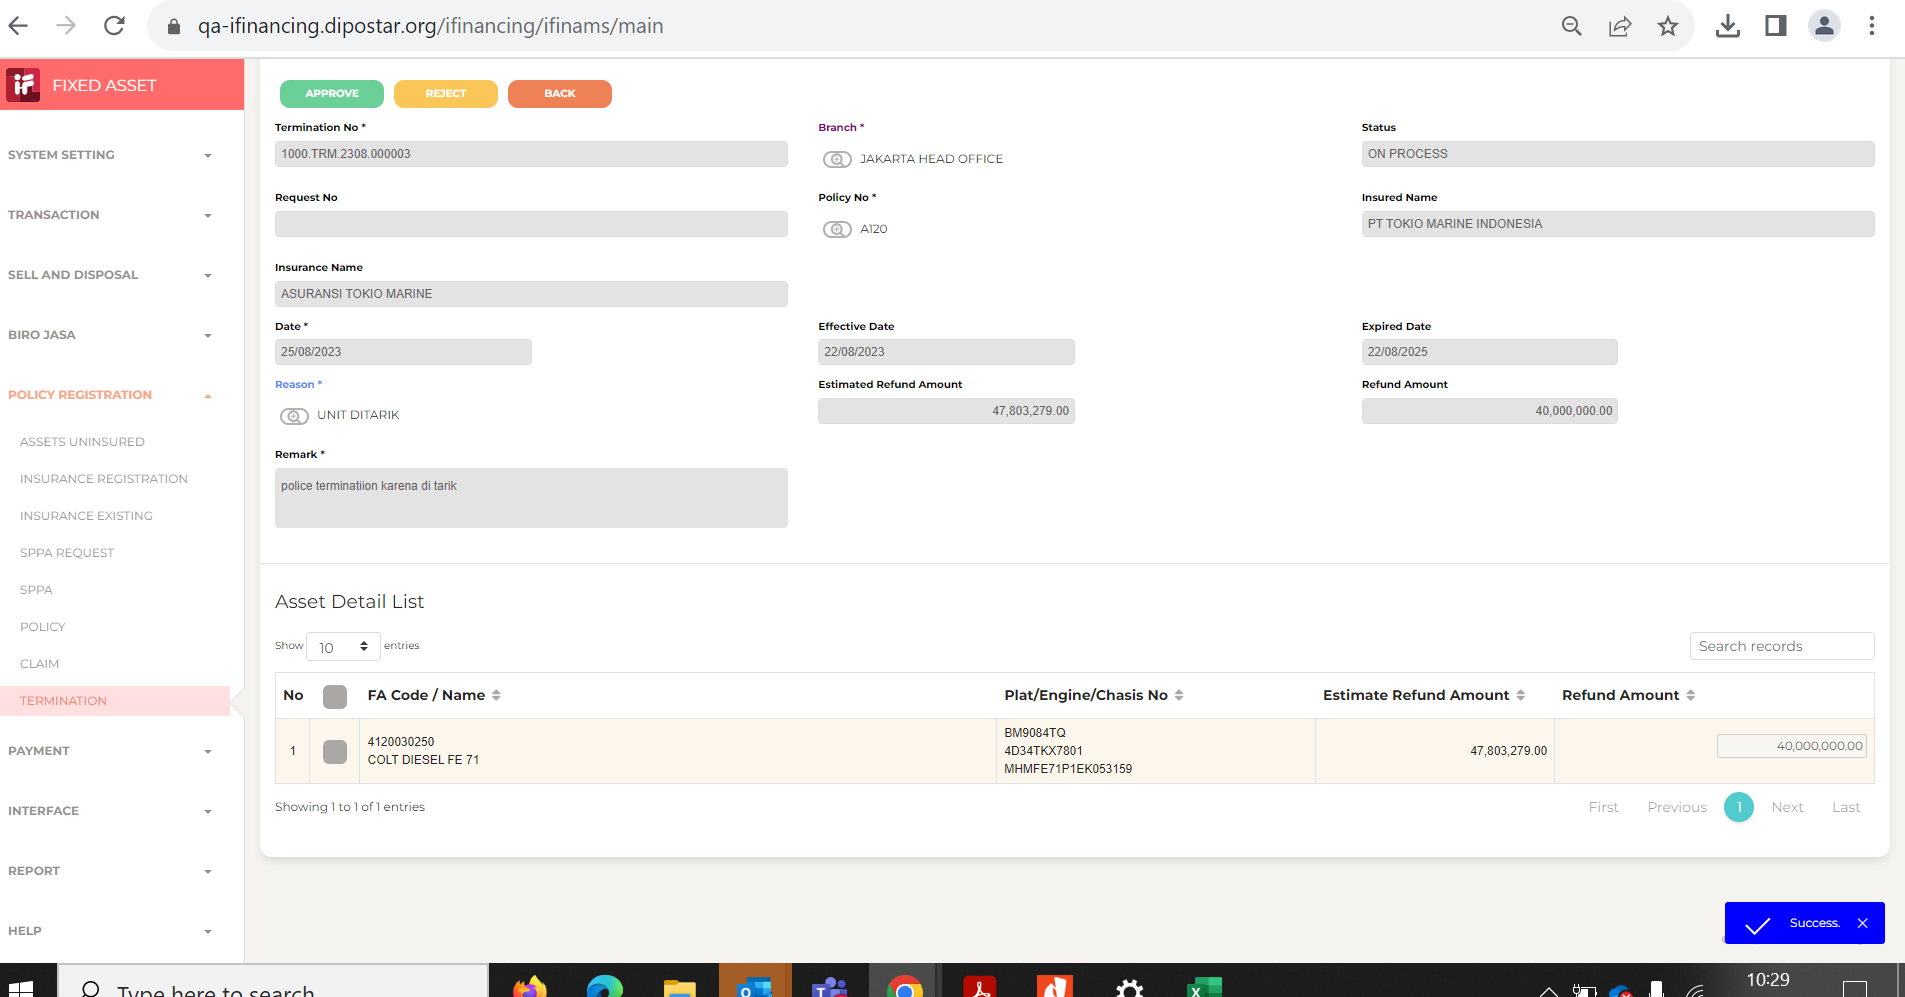 qa-ifinancing.dipostar.org/ifinancing/ifinams/main
FIXED ASSET
SYSTEM SETTING
TRANSACTION
SELL AND DISPOSAL
BIRO JASA
POLICY REGISTRATION
ASSETS UNINSURED
INSURANCE REGISTRATION
INSURANCE EXISTING
SPPA REQUEST
SPPA
POLICY
CLAIM
TERMINATION
PAYMENT
INTERFACE
REPORT
HELP
APPROVE REJECT BACK
Termination No * Branch * Status
1000.TRM.2308.000003 JAKARTA HEAD OFFICE ON PROCESS
Request No Policy No * Insured Name
A120 PT TOKIO MARINE INDONESIA
Insurance Name
ASURANSI TOKIO MARINE
Date * Effective Date Expired Date
25/08/2023 22/08/2023 22/08/2025
Reason * Estimated Refund Amount Refund Amount
UNIT DITARIK 47,803,279.00 40,000,000.00
Remark *
police terminatiion karena di tarik
Asset Detail List
Show 10 entries Search records
No FA Code / Name Plat/Engine/Chasis No Estimate Refund Amount Refund Amount
1 4120030250 BM9084TQ 47,803,279.00 40,000,000.00
COLT DIESEL FE 71 4D34TKX7801
MHMFE71P1EK053159
Showing 1 to 1 of 1 entries First Previous 1 Next Last
Success.
Type here to search 10:29